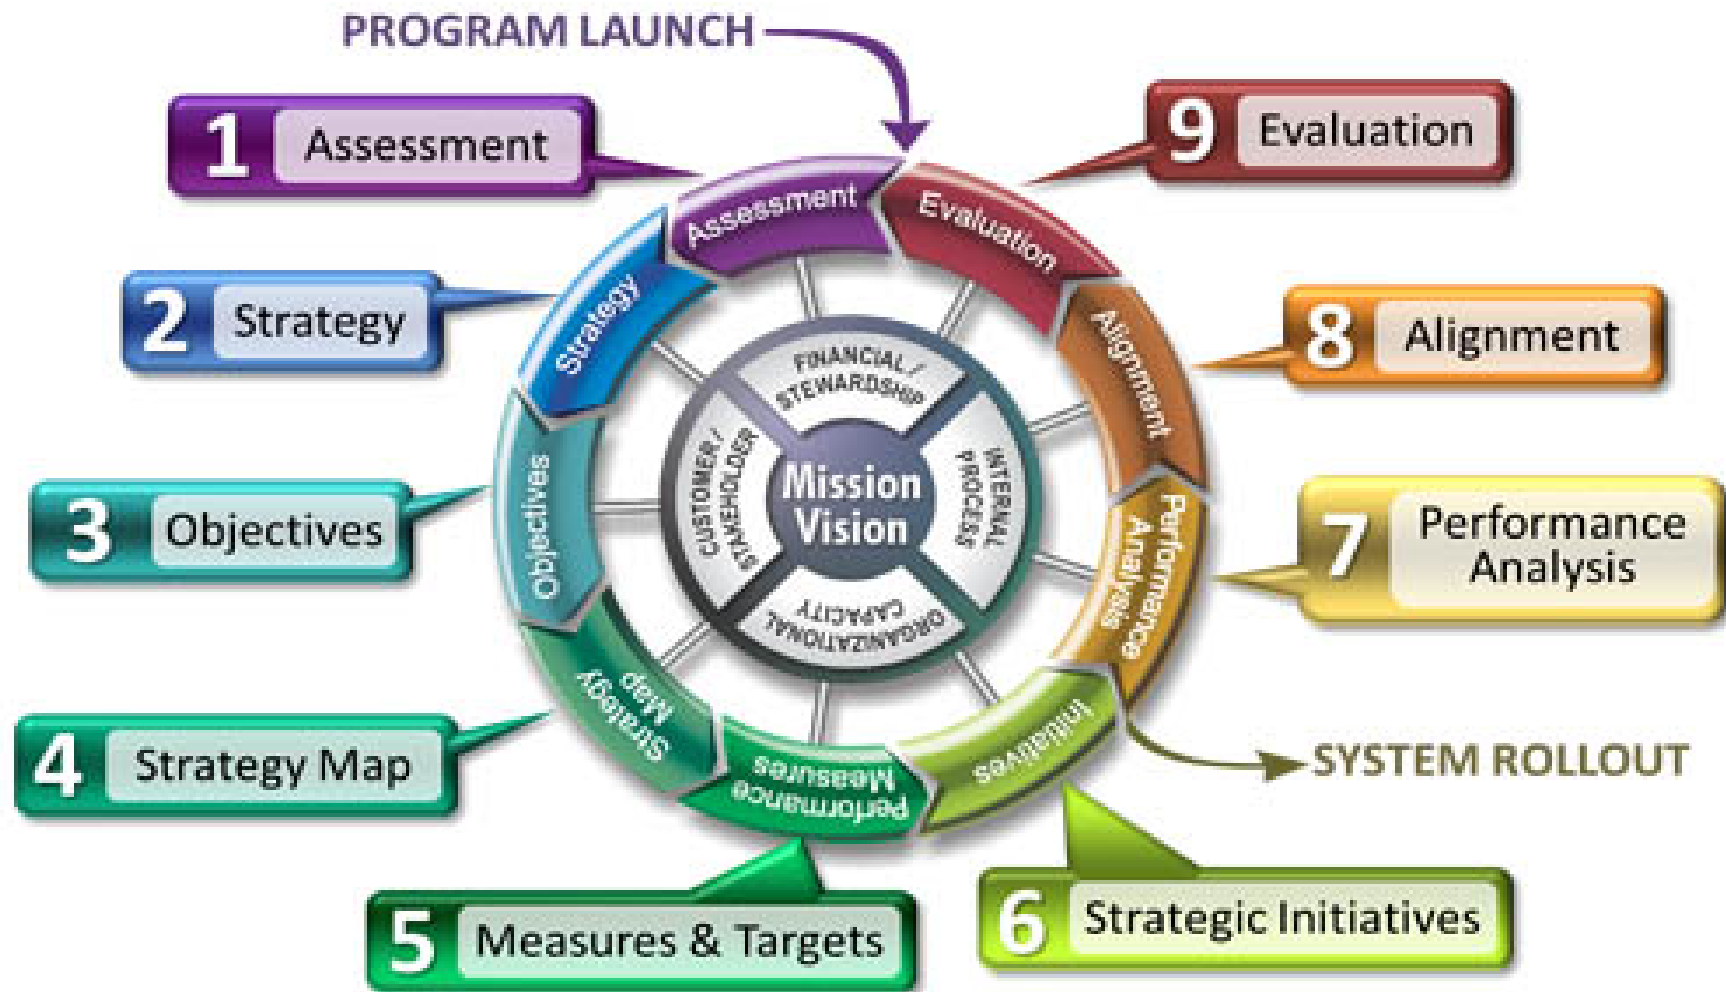 PROGRAM LAUNCH
1 Assessment
9 Evaluation
2 Strategy
8 Alignment
3 Objectives
7 Performance
Analysis
4 Strategy Map
SYSTEM ROLLOUT
5 Measures & Targets
6 Strategic Initiatives
Assessment
Strategy
Objectives
Strategy
Map
Performance
Measures
Initiatives
Performance
Analysis
Alignment
Evaluation
FINANCIAL /
STEWARDSHIP
CUSTOMER /
STAKEHOLDER
INTERNAL
PROCESS
ORGANIZATIONAL
CAPACITY
Mission
Vision